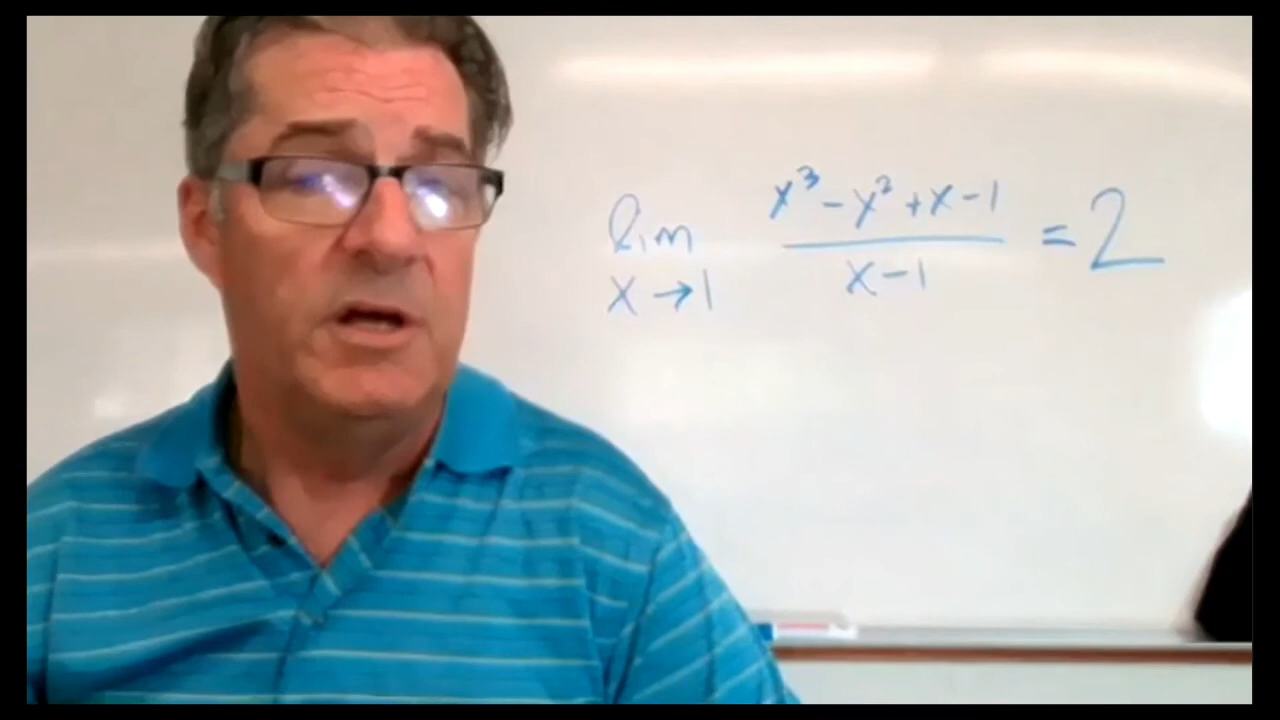 lim x³ - x² + x - 1 = 2
x → 1 x - 1